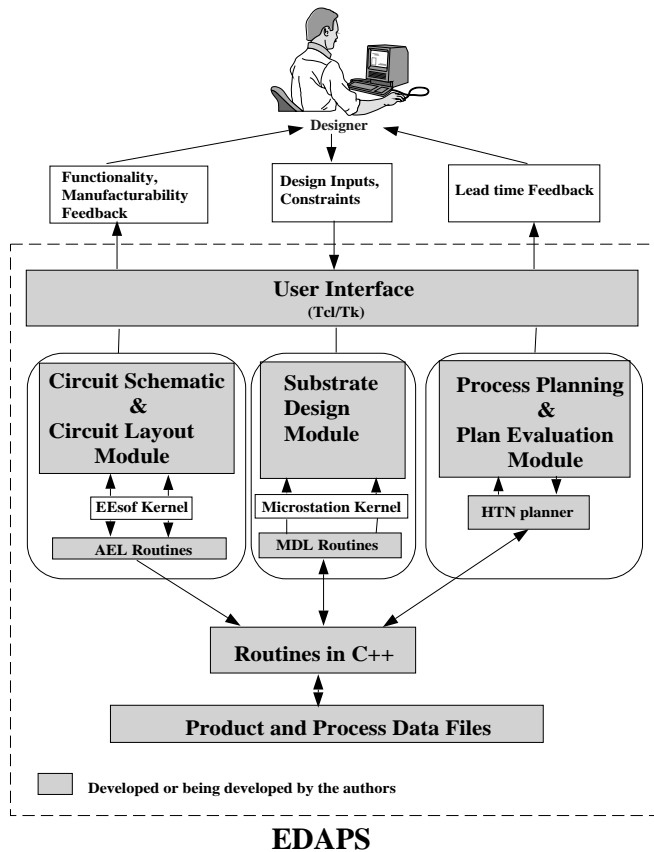 Designer
Functionality,
Manufacturability
Feedback
Design Inputs,
Constraints
Lead time Feedback
User Interface
(Tcl/Tk)
Circuit Schematic
&
Circuit Layout
Module
EEsof Kernel
AEL Routines
Substrate
Design
Module
Microstation Kernel
MDL Routines
Process Planning
&
Plan Evaluation
Module
HTN planner
Routines in C++
Product and Process Data Files
Developed or being developed by the authors
EDAPS